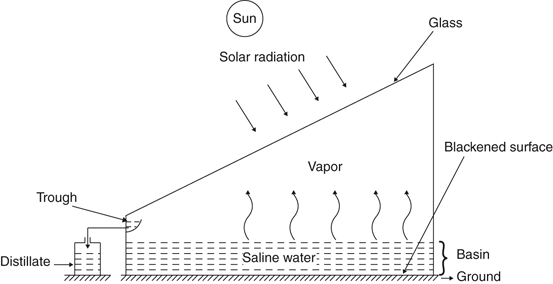 Sun
Glass
Solar radiation
Blackened surface
Vapor
Trough
Saline water
Basin
Distillate
Ground